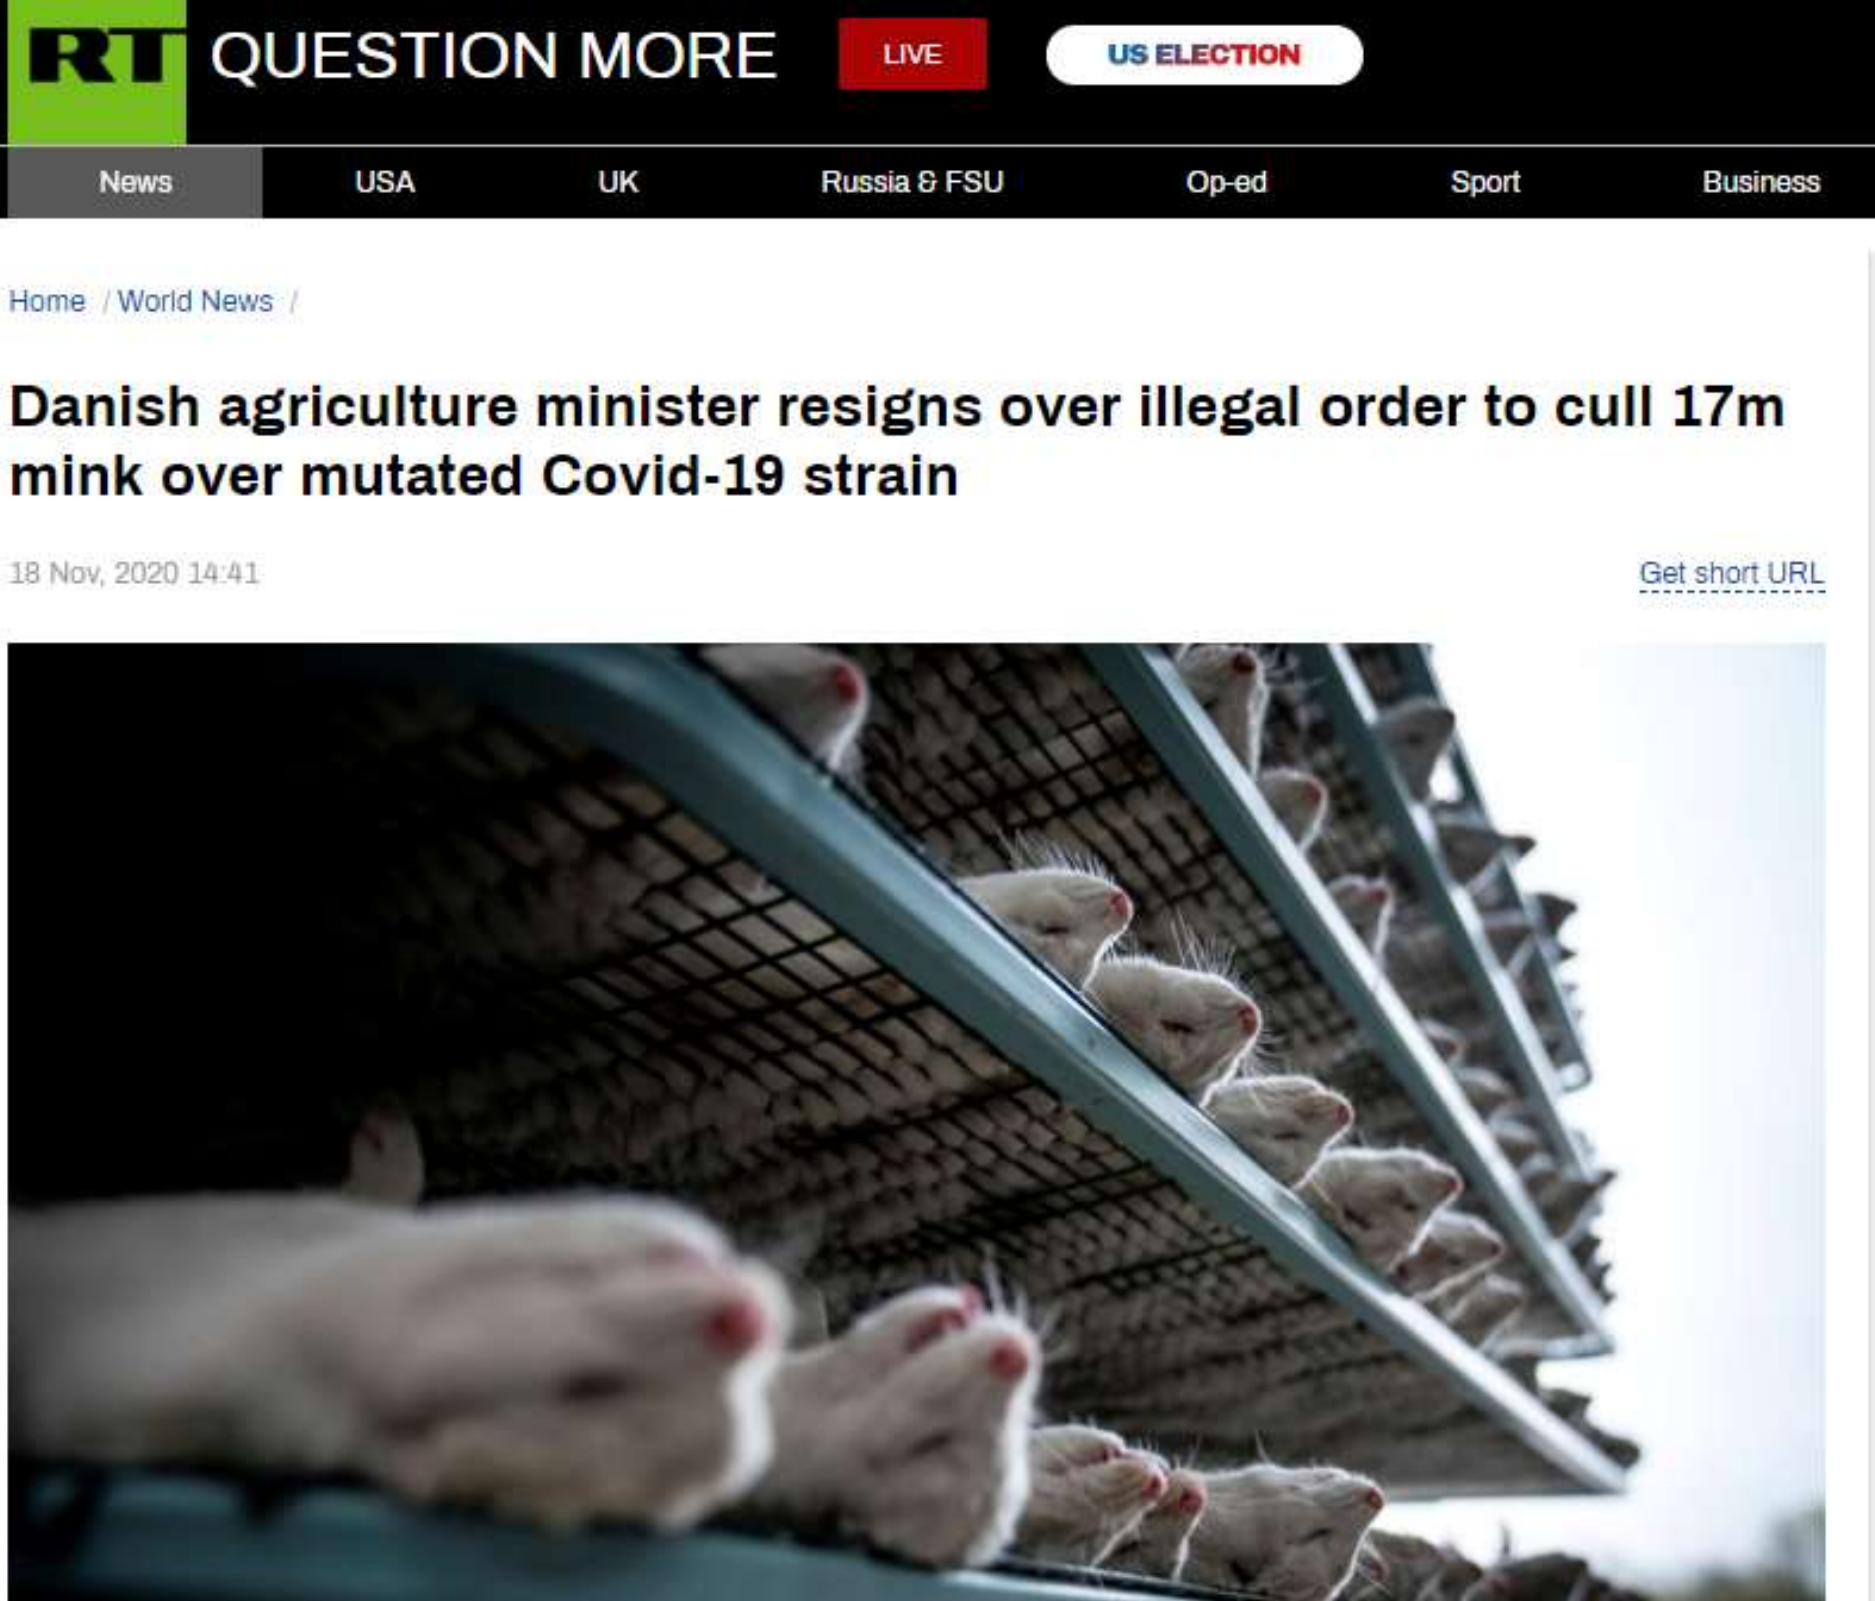 RT QUESTION MORE LIVE US ELECTION
News USA UK Russia & FSU Op-ed Sport Business
Home / World News /
Danish agriculture minister resigns over illegal order to cull 17m
mink over mutated Covid-19 strain
18 Nov, 2020 14:41 Get short URL